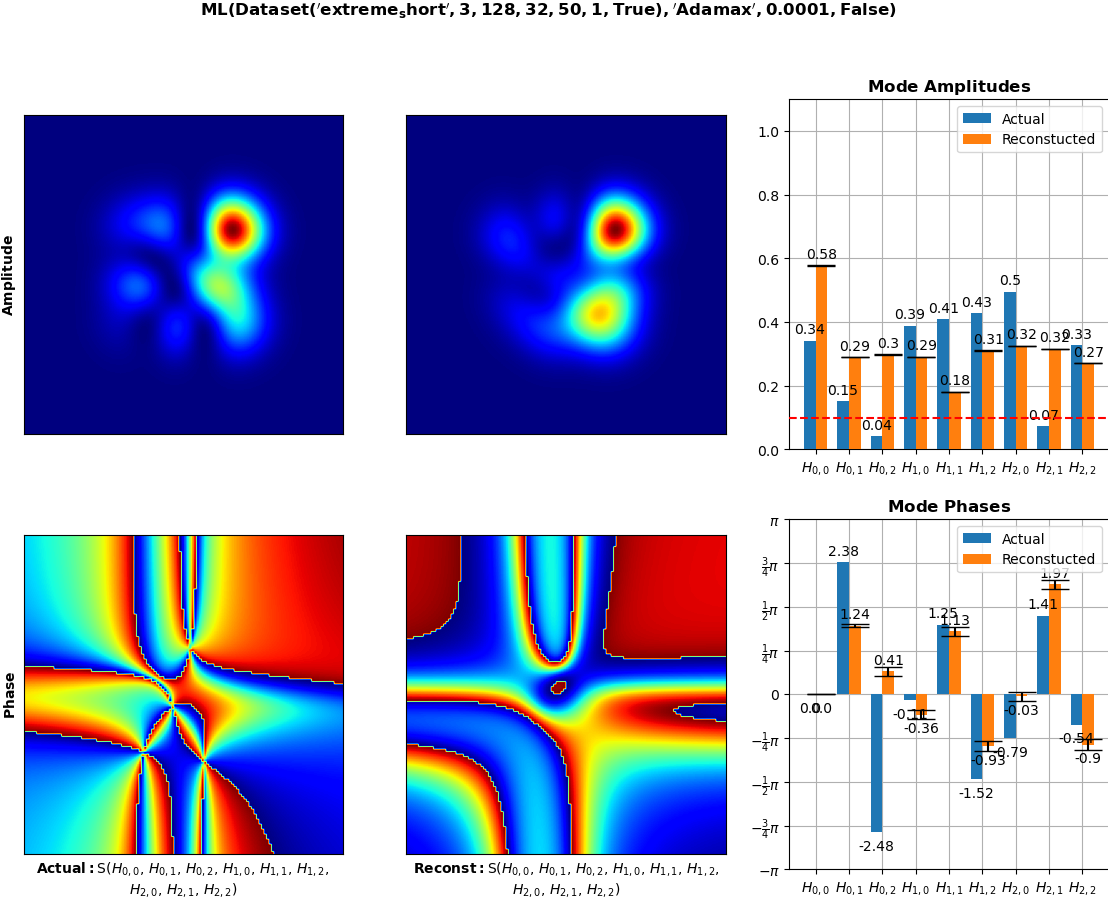 ML(Dataset('extreme_short', 3, 128, 32, 50, 1, True), 'Adamax', 0.0001, False)
Amplitude
Mode Amplitudes
Actual
Reconstucted
1.0
0.8
0.6
0.4
0.2
0.0
0.34
0.58
0.15
0.29
0.04
0.3
0.39
0.29
0.41
0.18
0.43
0.31
0.5
0.32
0.07
0.32
0.33
0.27
H0,0 H0,1 H0,2 H1,0 H1,1 H1,2 H2,0 H2,1 H2,2
Phase
Actual: S(H0,0, H0,1, H0,2, H1,0, H1,1, H1,2,
H2,0, H2,1, H2,2)
Reconst: S(H0,0, H0,1, H0,2, H1,0, H1,1, H1,2,
H2,0, H2,1, H2,2)
Mode Phases
Actual
Reconstucted
π
3/4π
1/2π
1/4π
0
−1/4π
−1/2π
−3/4π
−π
0.0
2.38
1.24
-2.48
0.41
-0.36
1.25
1.13
-1.52
-0.93
-0.79
-0.03
1.41
1.97
-0.54
-0.9
H0,0 H0,1 H0,2 H1,0 H1,1 H1,2 H2,0 H2,1 H2,2